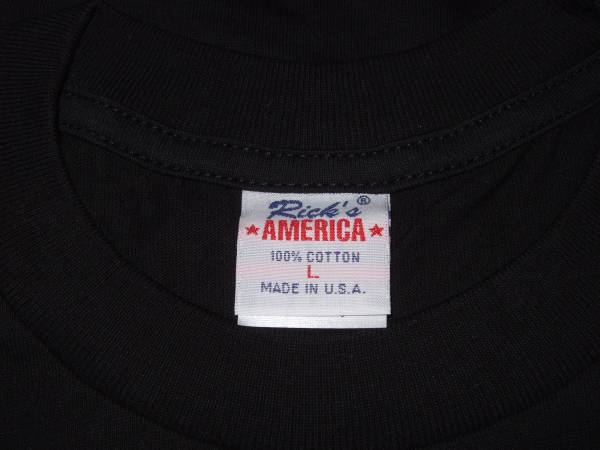 Rick's®
★AMERICA★
100% COTTON
L
MADE IN U.S.A.